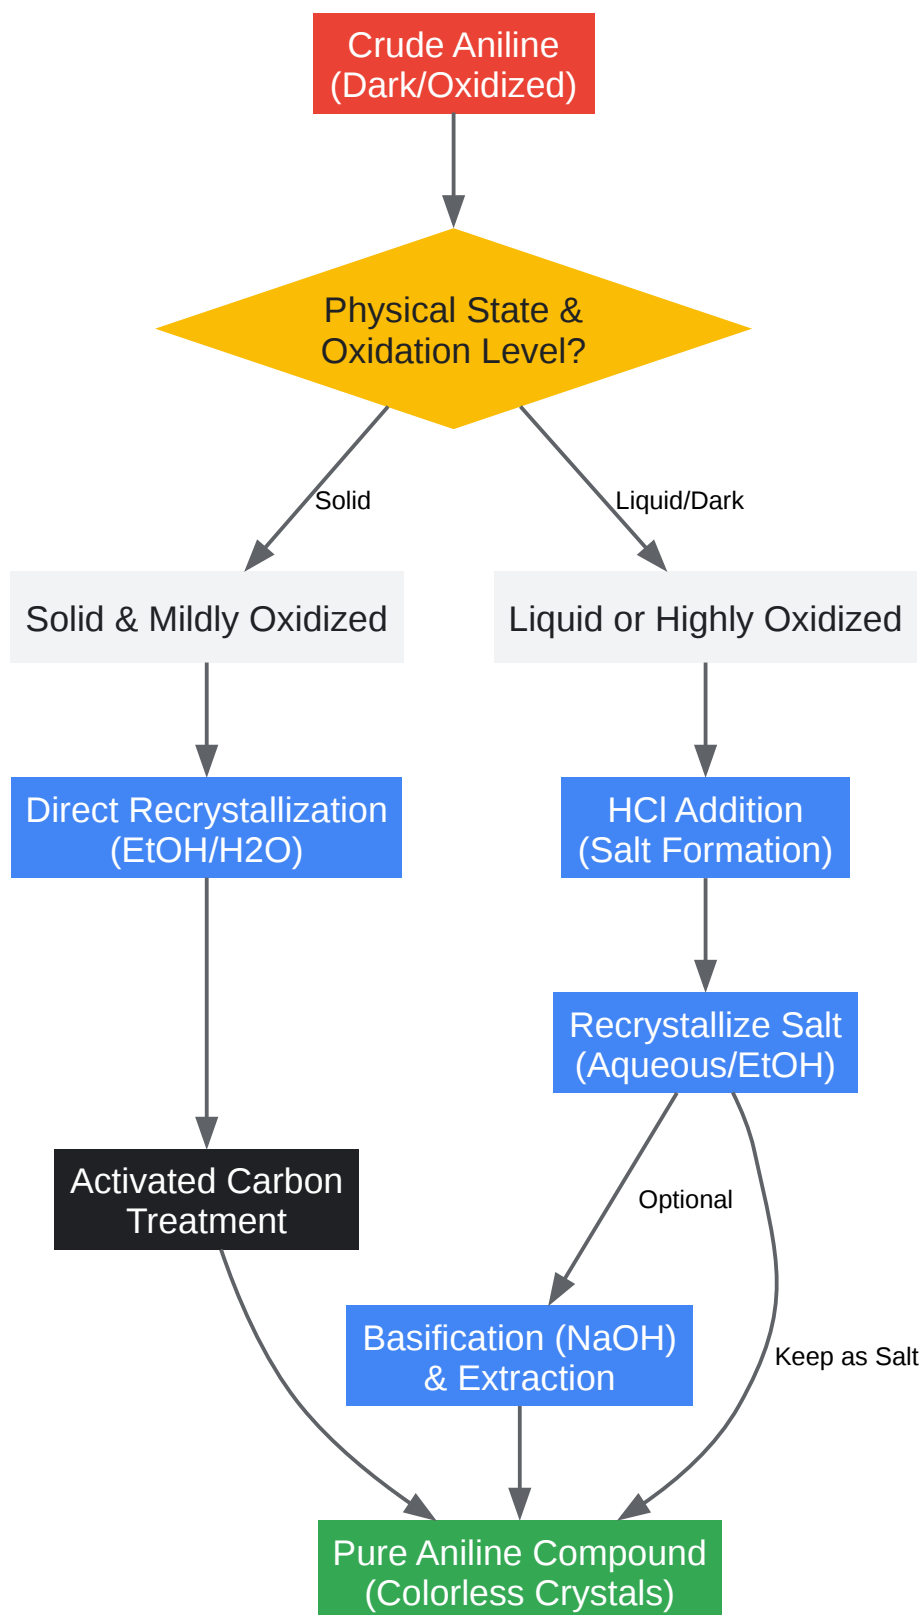 Crude Aniline
(Dark/Oxidized)
Physical State &
Oxidation Level?
Solid
Liquid/Dark
Solid & Mildly Oxidized
Liquid or Highly Oxidized
Direct Recrystallization
(EtOH/H2O)
HCl Addition
(Salt Formation)
Recrystallize Salt
(Aqueous/EtOH)
Activated Carbon
Treatment
Optional
Basification (NaOH)
& Extraction
Keep as Salt
Pure Aniline Compound
(Colorless Crystals)